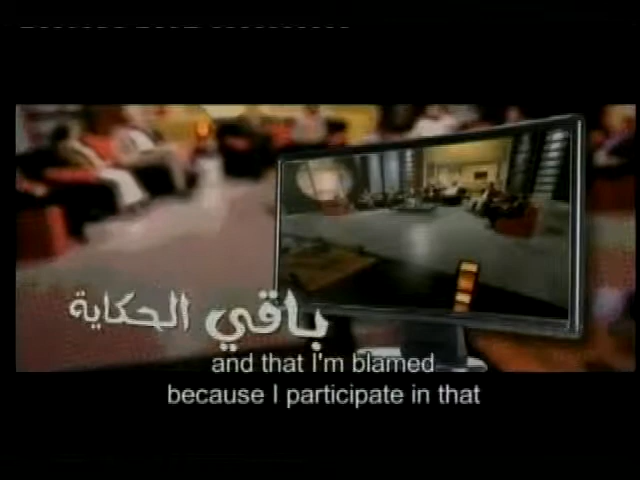 باقي الحكاية
and that I'm blamed
because I participate in that